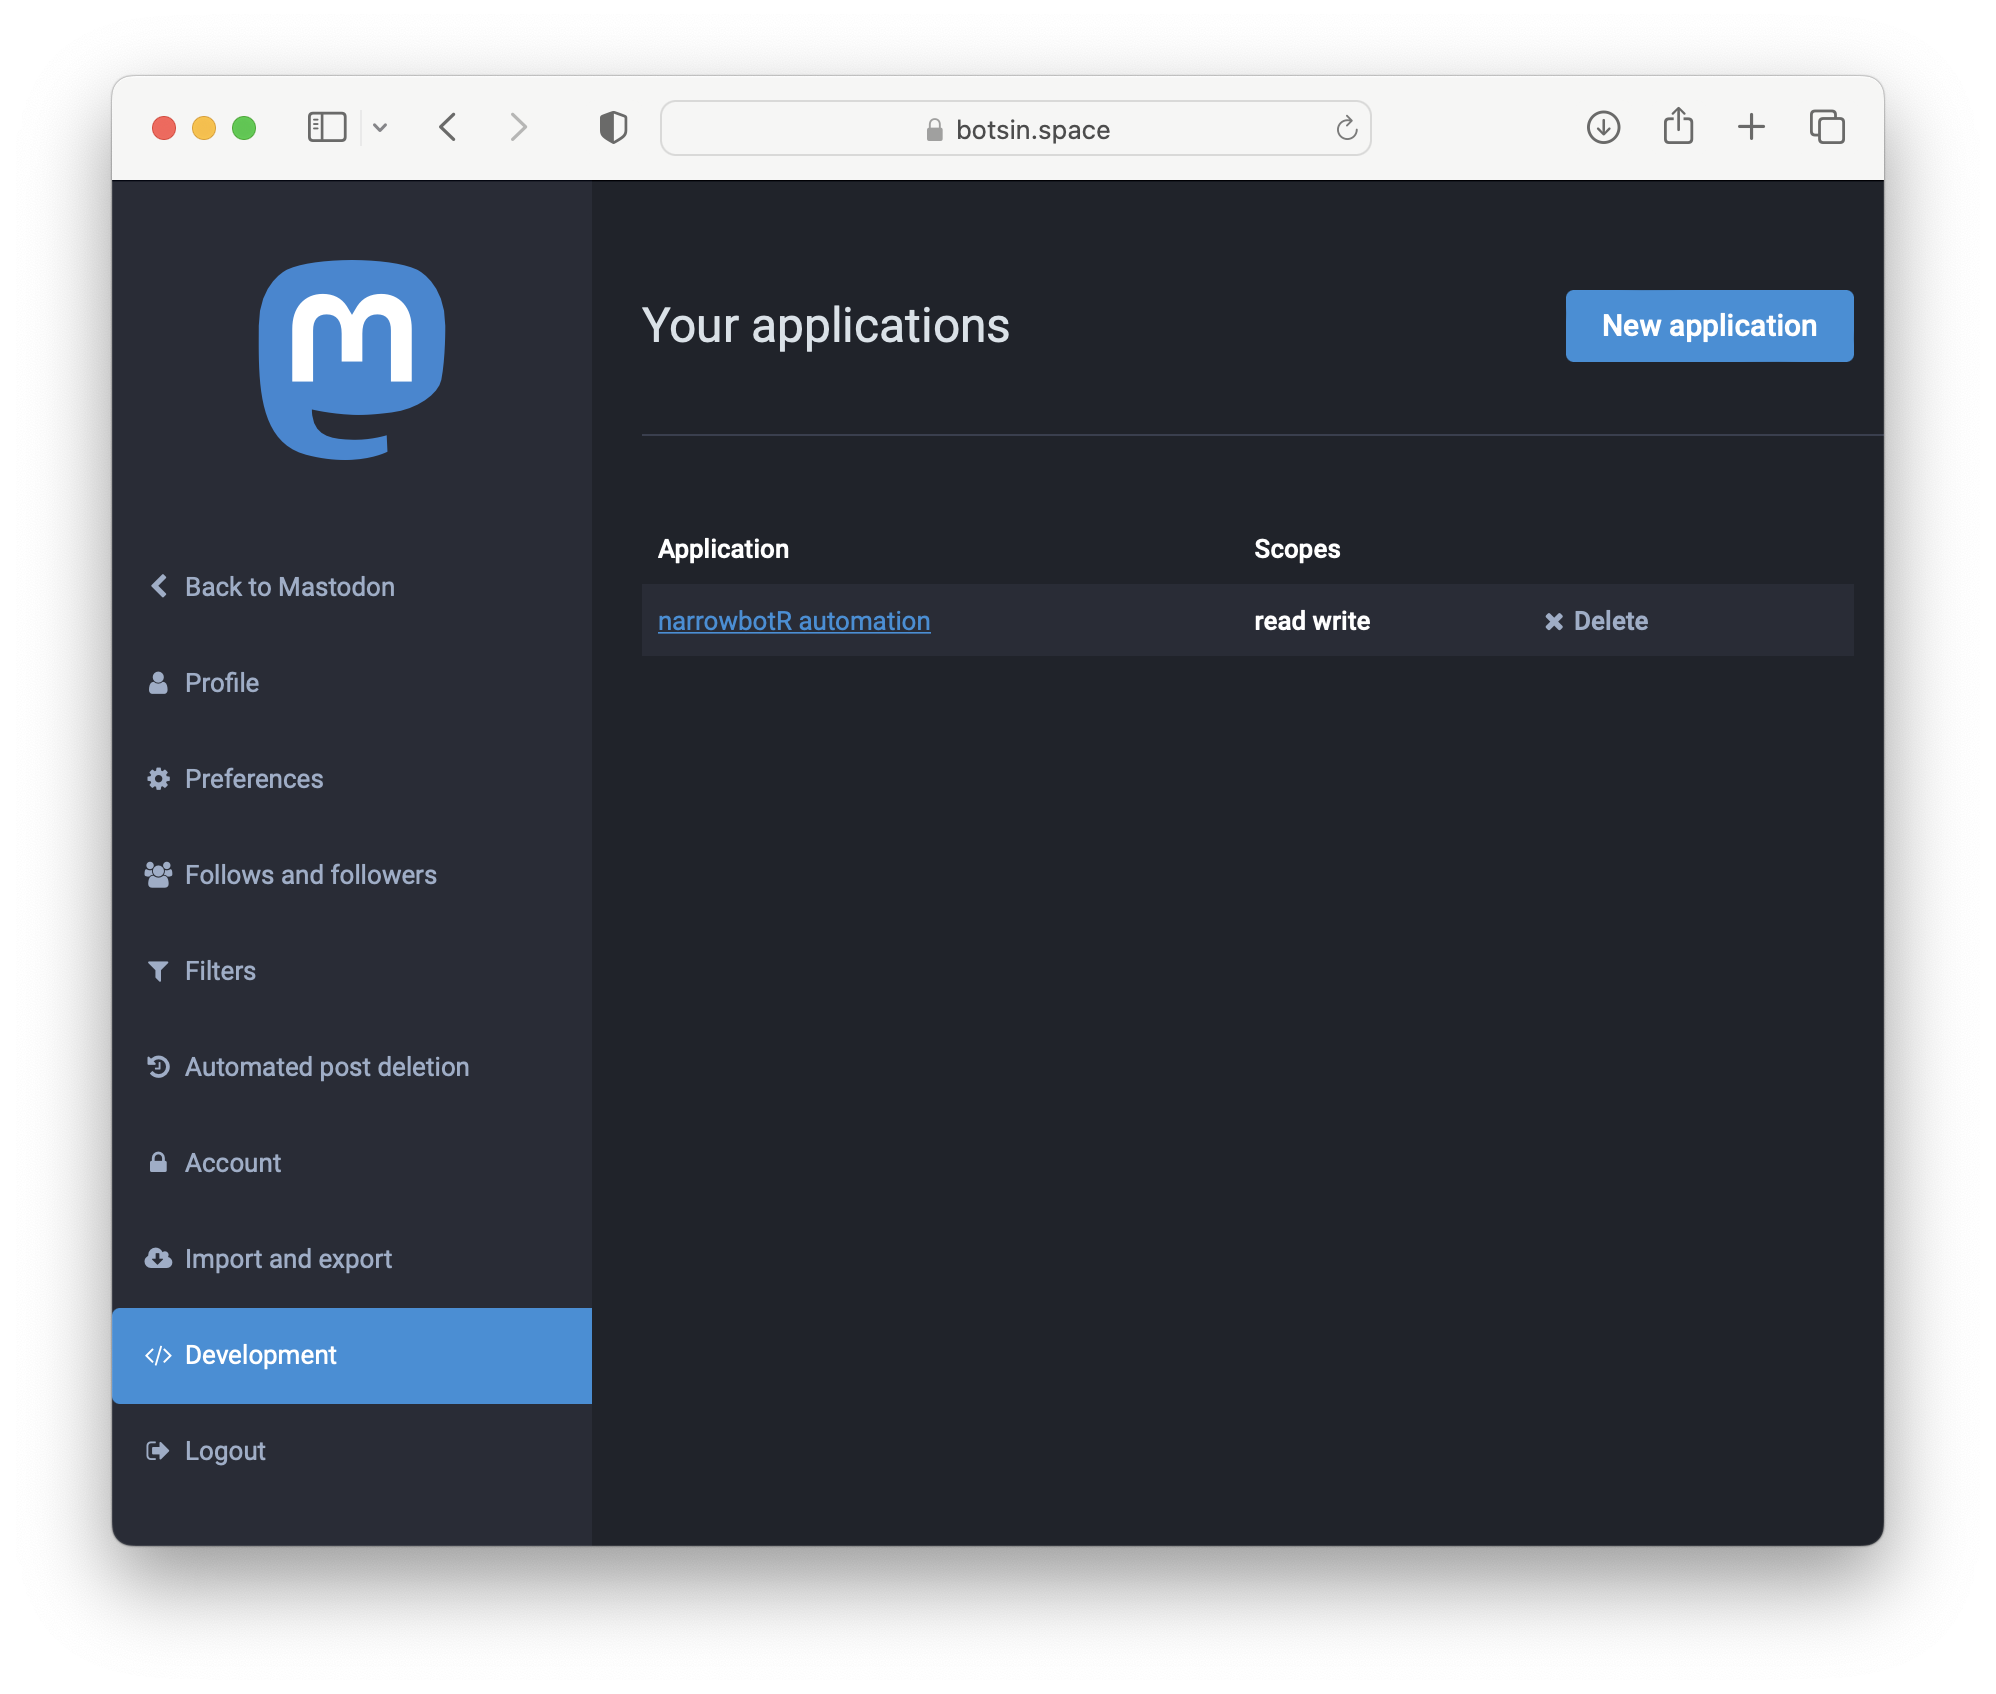 botsin.space
Your applications
New application
Application Scopes
narrowbotR automation read write Delete
Back to Mastodon
Profile
Preferences
Follows and followers
Filters
Automated post deletion
Account
Import and export
Development
Logout